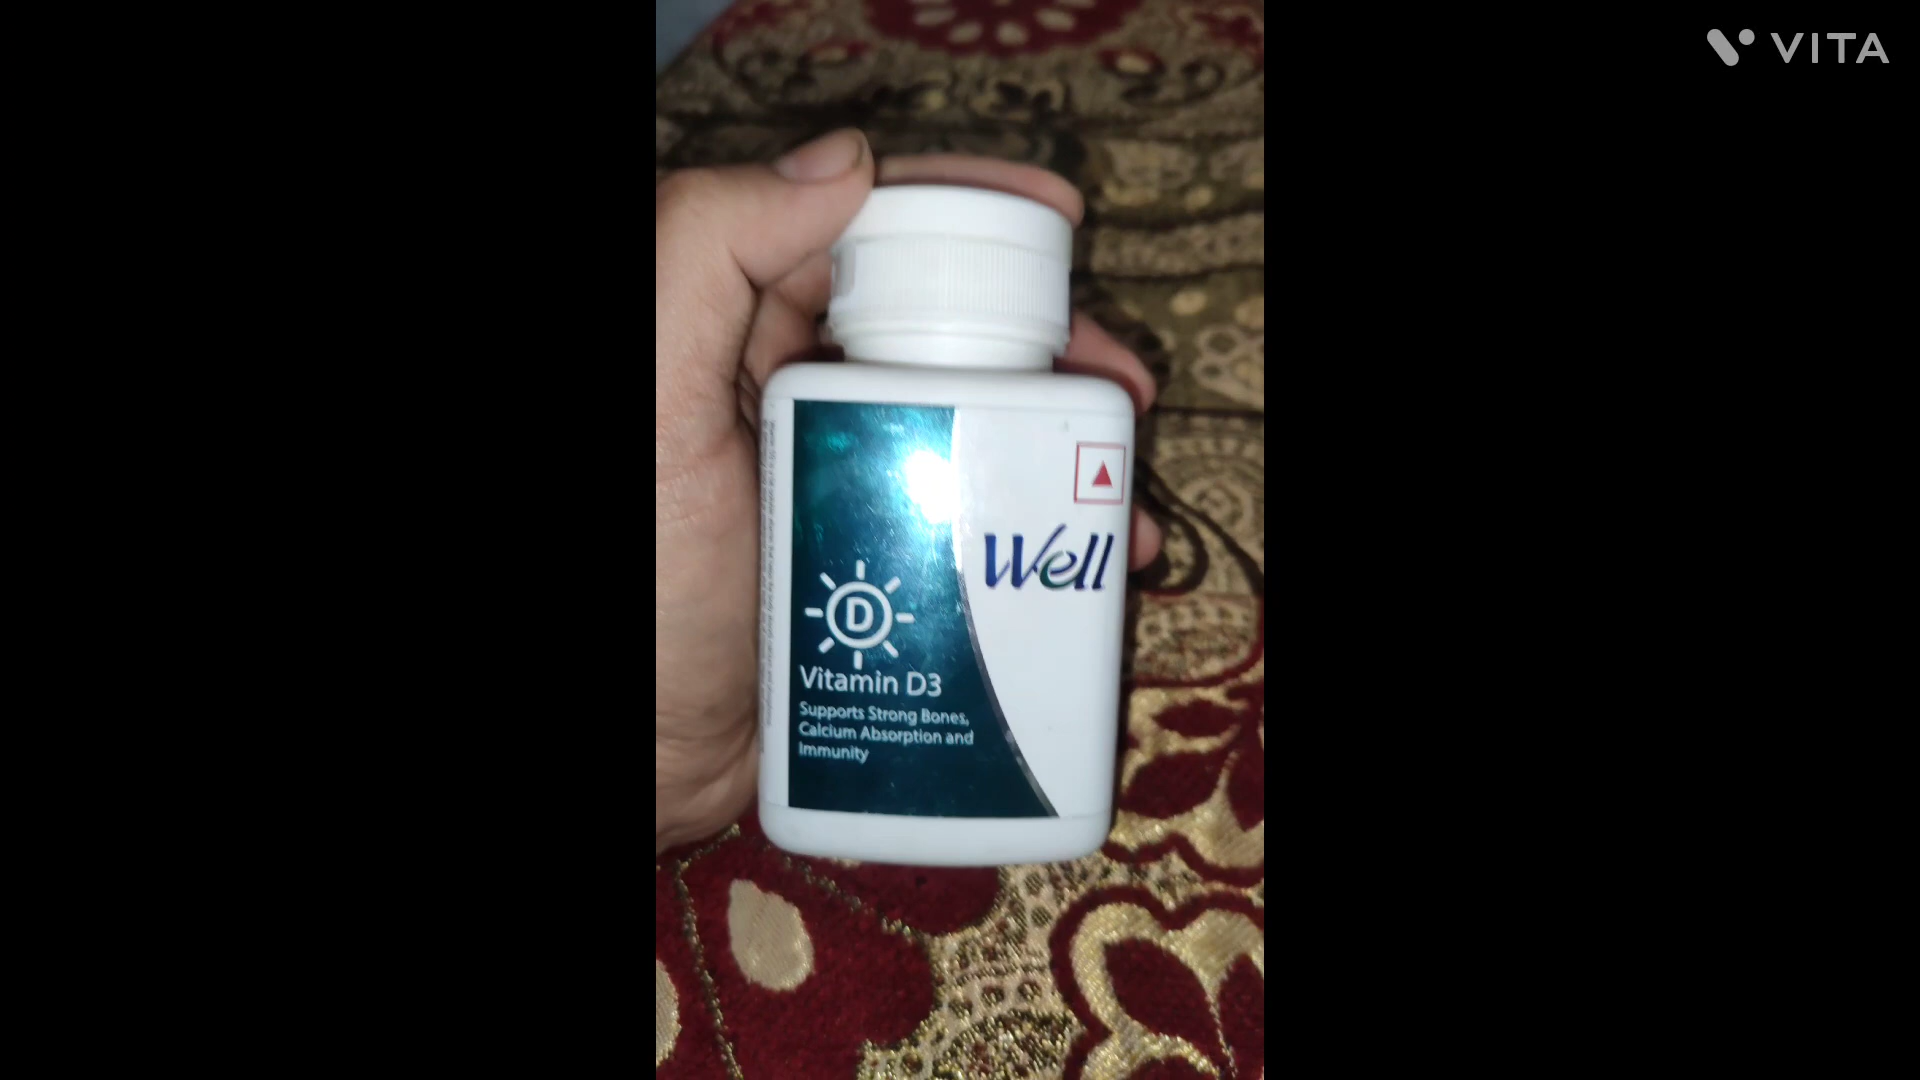 VITA
Well
D
Vitamin D3
Supports Strong Bones,
Calcium Absorption and
Immunity